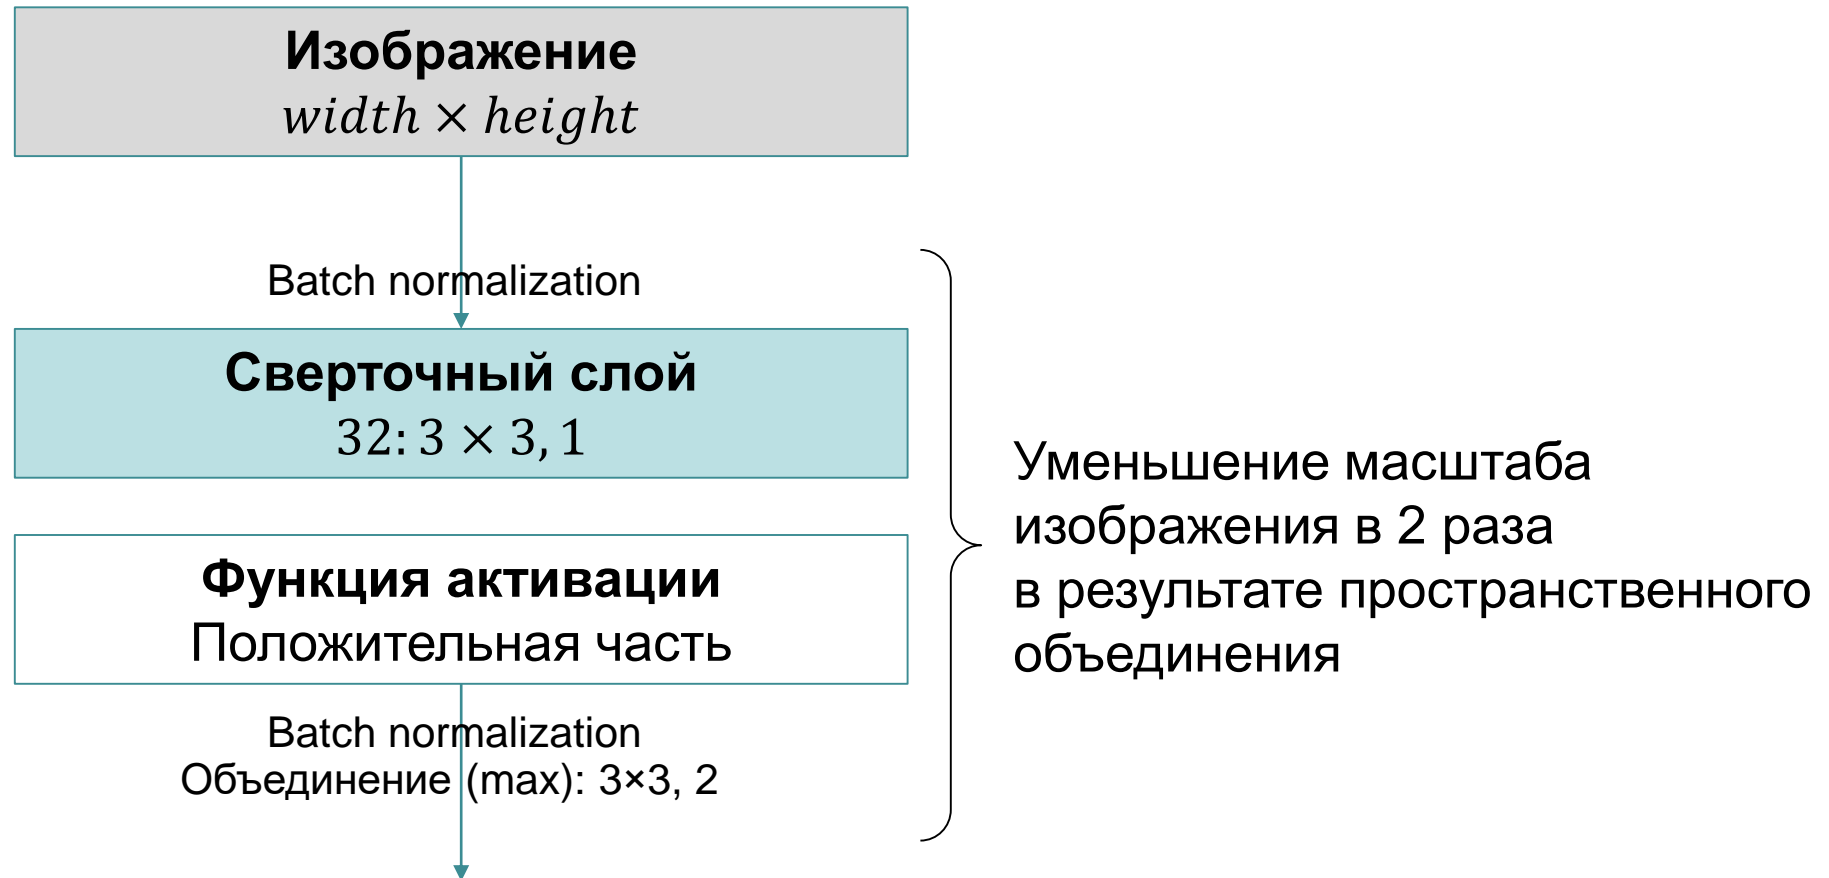 Изображение
width × height
Batch normalization
Сверточный слой
32: 3 × 3, 1
Функция активации
Положительная часть
Batch normalization
Объединение (max): 3×3, 2
Уменьшение масштаба
изображения в 2 раза
в результате пространственного
объединения